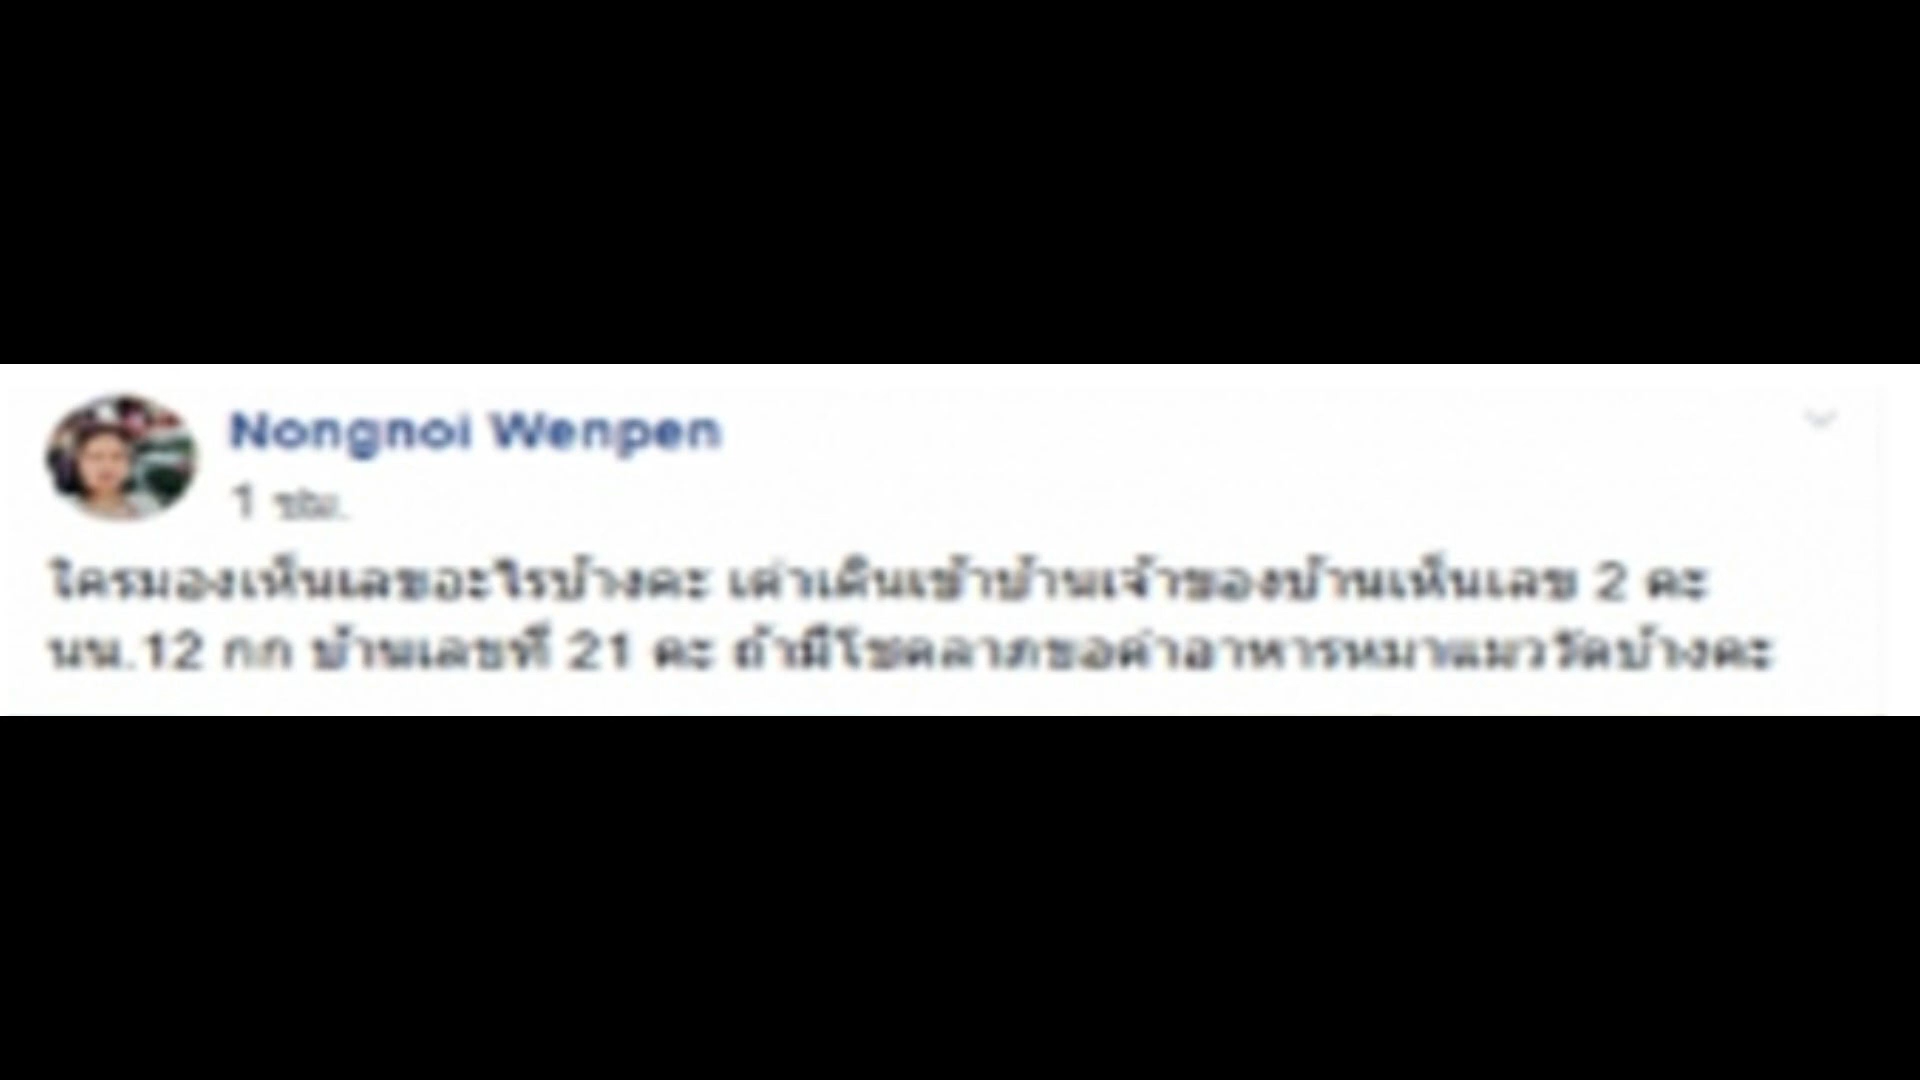 Nongnoi Wenpen
1 ชม.
ใครมองเห็นเลขอะไรบ้างคะ เต่าเดินเข้าบ้านเจ้าของบ้านเห็นเลข 2 คะ
นน.12 กก บ้านเลขที่ 21 คะ ถ้ามีโชคลาภขอค่าอาหารหมาแมววัดบ้างคะ